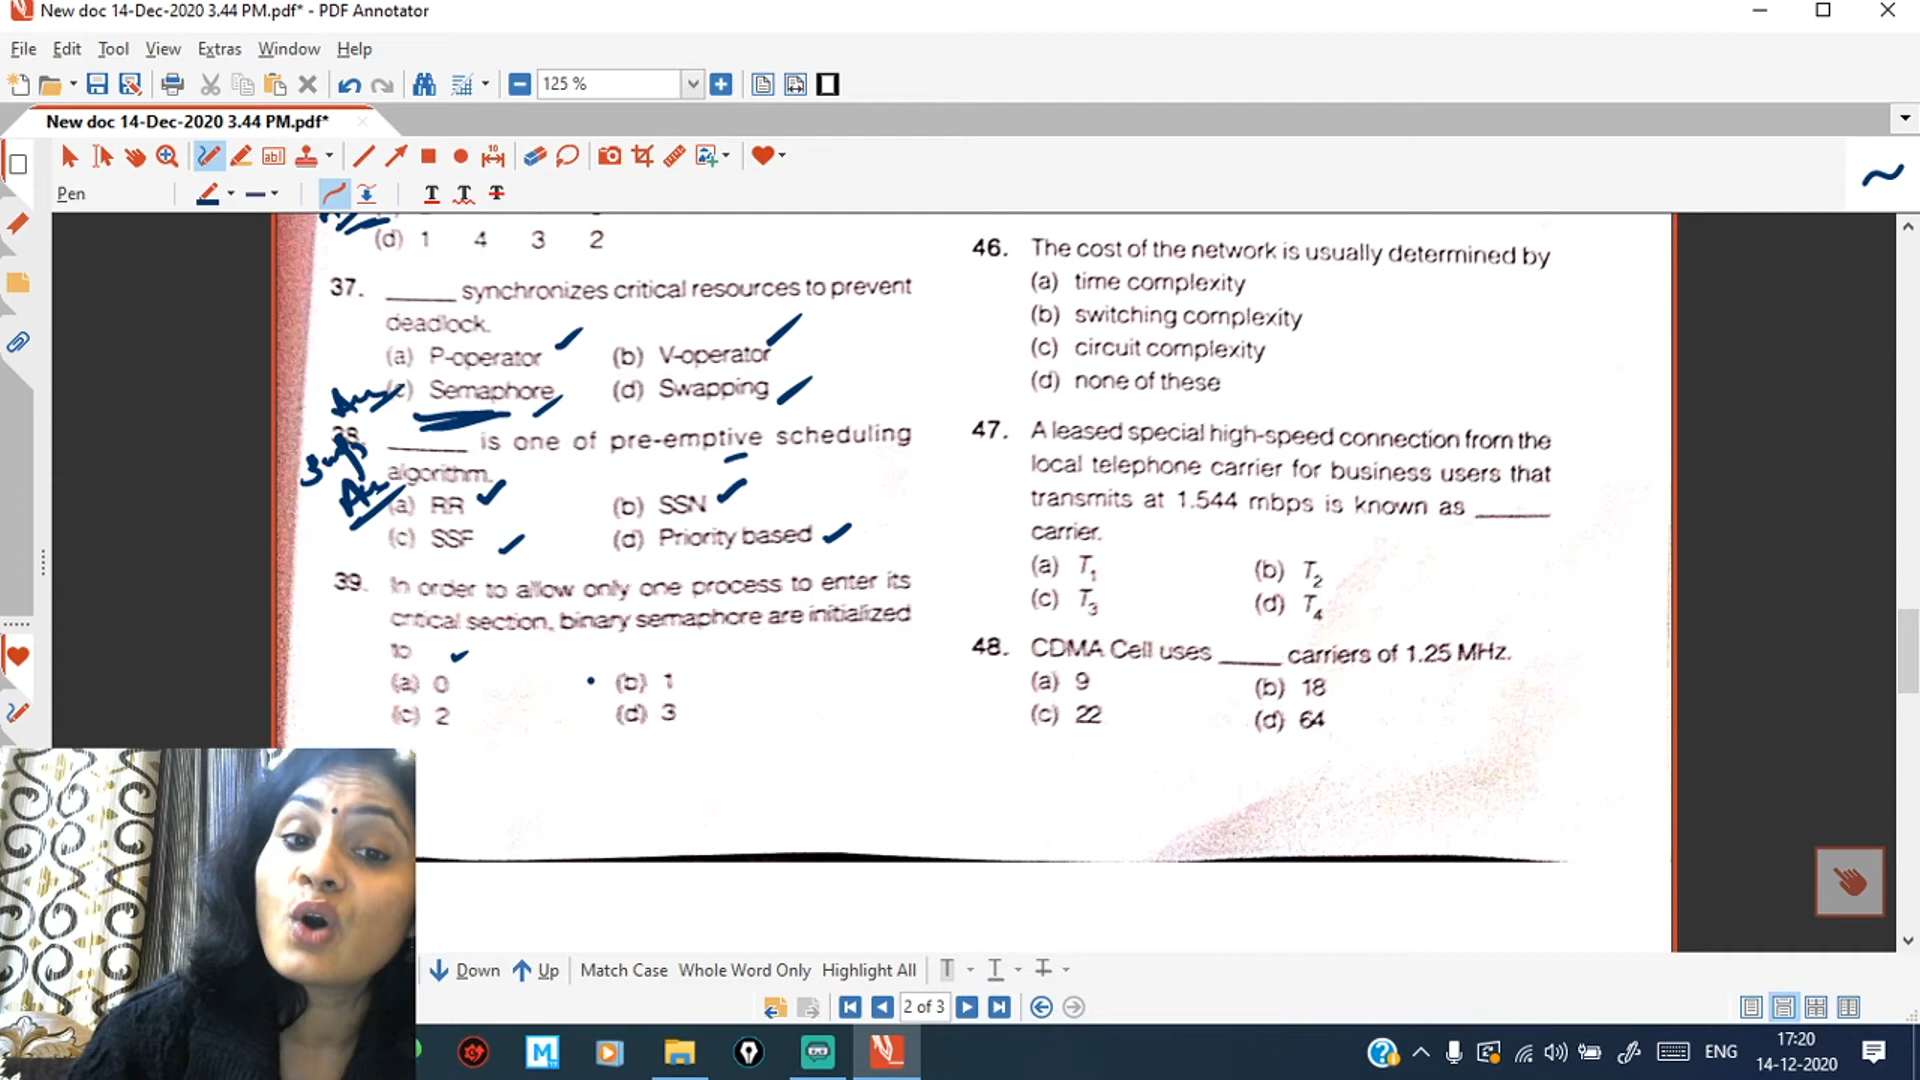 New doc 14-Dec-2020 3.44 PM.pdf* - PDF Annotator
File Edit Tool View Extras Window Help
125 %
New doc 14-Dec-2020 3.44 PM.pdf*
Pen
(d) 1 4 3 2
37. _____ synchronizes critical resources to prevent
deadlock.
(a) P-operator (b) V-operator
Ans (c) Semaphore (d) Swapping
38. _____ is one of pre-emptive scheduling
algorithm.
Ans (a) RR (b) SSN
(c) SSF (d) Priority based
39. In order to allow only one process to enter its
critical section, binary semaphore are initialized
to
(a) 0 (b) 1
(c) 2 (d) 3
46. The cost of the network is usually determined by
(a) time complexity
(b) switching complexity
(c) circuit complexity
(d) none of these
47. A leased special high-speed connection from the
local telephone carrier for business users that
transmits at 1.544 mbps is known as _____
carrier.
(a) T1 (b) T2
(c) T3 (d) T4
48. CDMA Cell uses _____ carriers of 1.25 MHz.
(a) 9 (b) 18
(c) 22 (d) 64
Down Up Match Case Whole Word Only Highlight All
2 of 3
ENG
17:20
14-12-2020